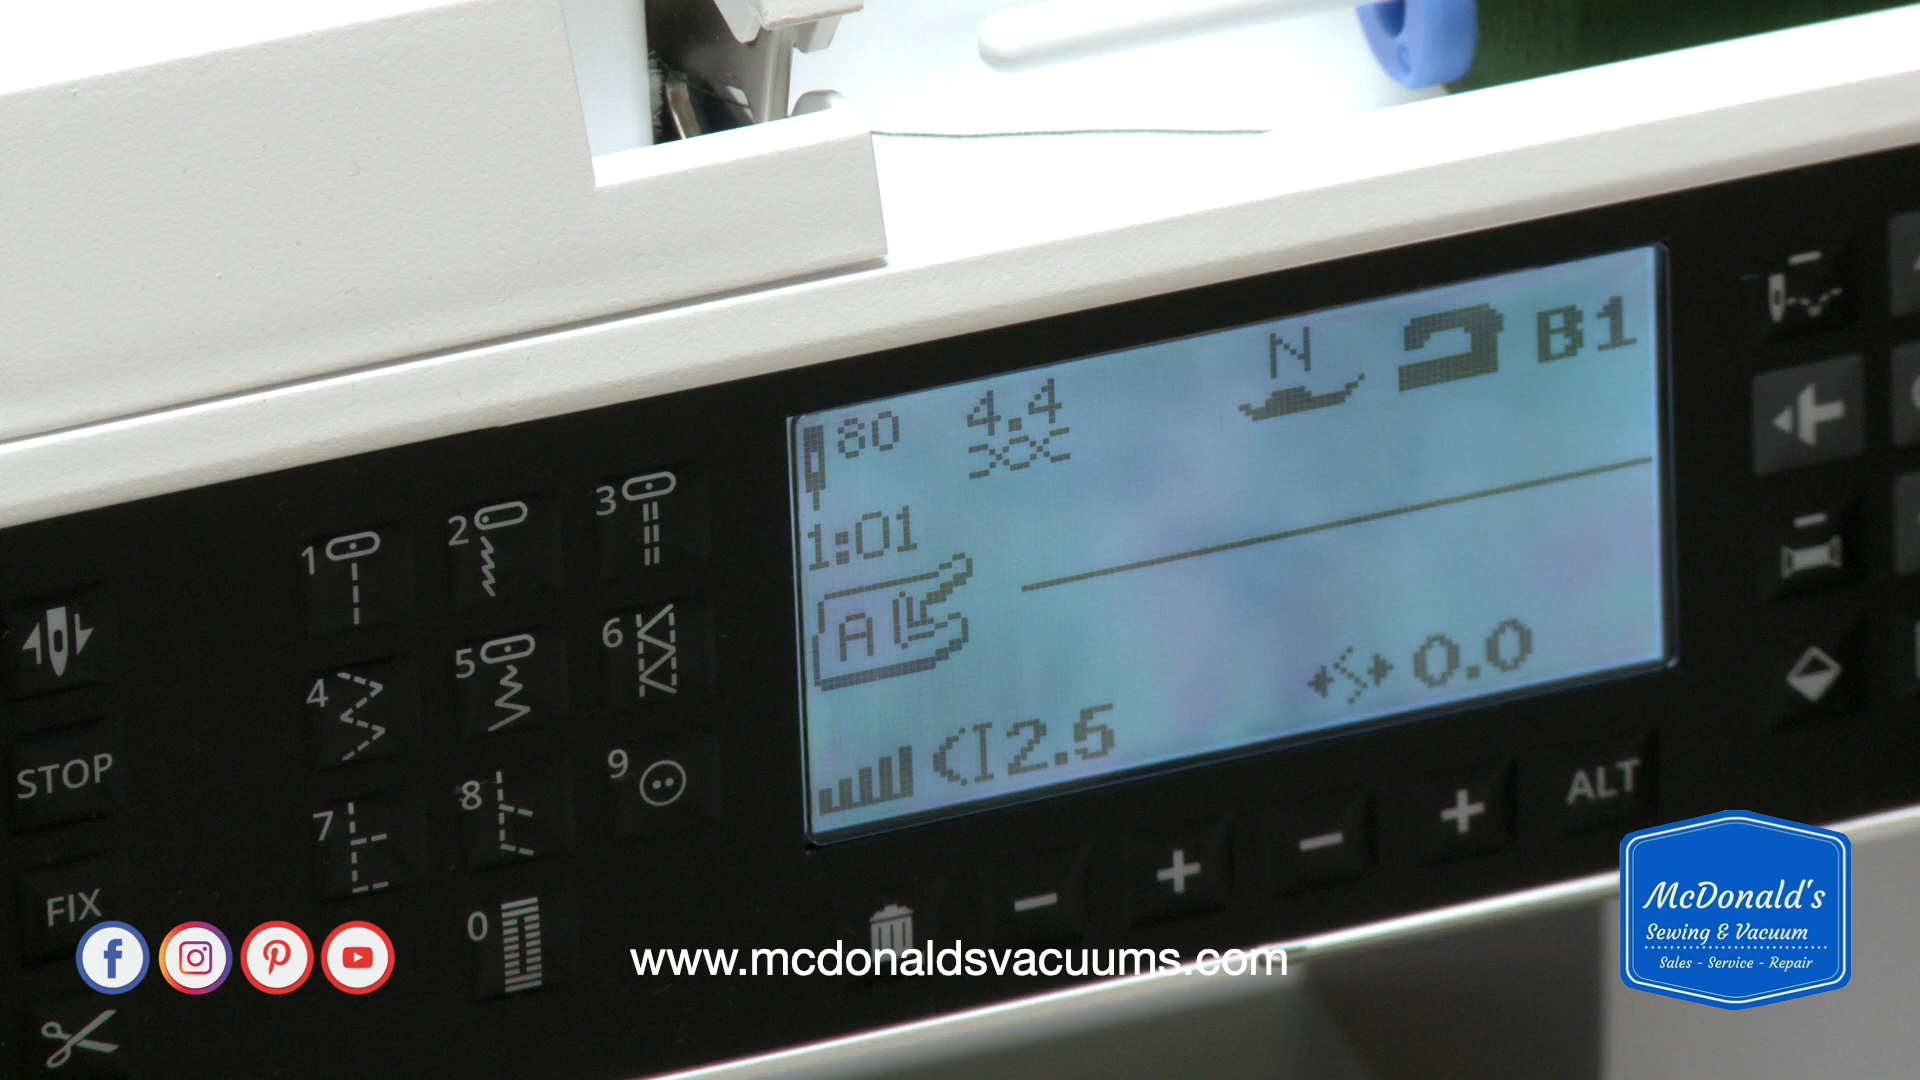 80 4.4 N B1
1:01
A
2.5 0.0
1 2 3
4 5 6
7 8 9
0
STOP
FIX
ALT
www.mcdonaldsvacuums.com
McDonald's
Sewing & Vacuum
Sales - Service - Repair